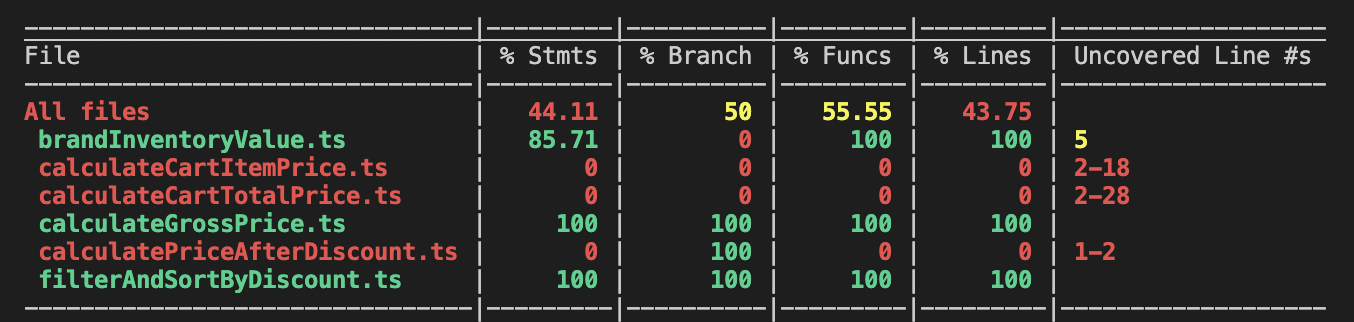 File | % Stmts | % Branch | % Funcs | % Lines | Uncovered Line #s
All files | 44.11 | 50 | 55.55 | 43.75 |
brandInventoryValue.ts | 85.71 | 0 | 100 | 100 | 5
calculateCartItemPrice.ts | 0 | 0 | 0 | 0 | 2-18
calculateCartTotalPrice.ts | 0 | 0 | 0 | 0 | 2-28
calculateGrossPrice.ts | 100 | 100 | 100 | 100 |
calculatePriceAfterDiscount.ts | 0 | 100 | 0 | 0 | 1-2
filterAndSortByDiscount.ts | 100 | 100 | 100 | 100 |